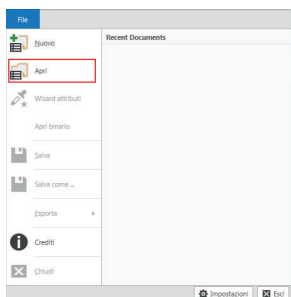 File
Recent Documents
Nuovo
Apri
Wizard attributi
Apri binario
Salva
Salva come ...
Esporta
Crediti
Chiudi
Impostazioni
Esci